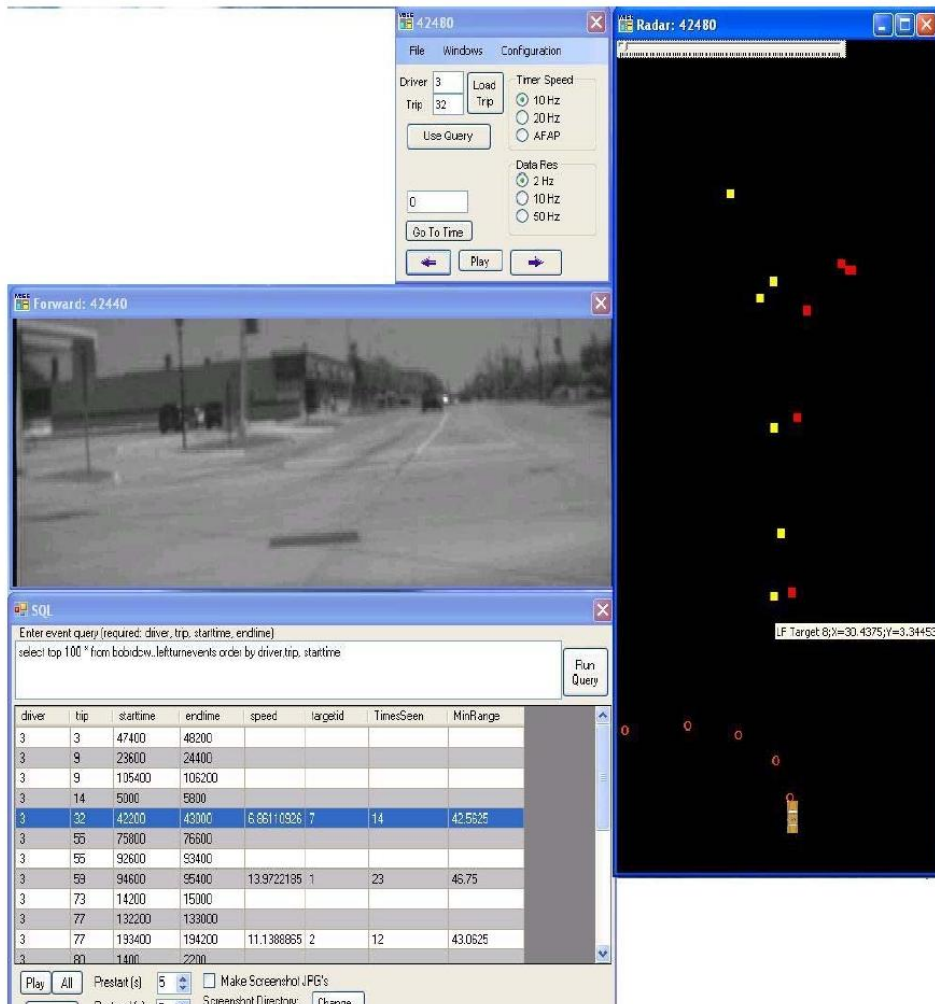 42480
File Windows Configuration
Driver 3
Trip 32
Load Trip
Timer Speed
10 Hz
20 Hz
AFAP
Use Query
Data Res
2 Hz
10 Hz
50 Hz
0
Go To Time
Play
Radar: 42480
LF Target 8;X=30.4375;Y=3.34453
Forward: 42440
SQL
Enter event query (required: driver, trip, starttime, endtime)
select top 100 * from bobidow..leftturnevents order by driver,trip, starttime
Run Query
driver trip starttime endtime speed targetid TimesSeen MinRange
3 3 47400 48200
3 9 23600 24400
3 9 105400 106200
3 14 5000 5800
3 32 42200 43000 6.86110926 7 14 42.5625
3 55 75800 76600
3 55 92600 93400
3 59 94600 95400 13.9722185 1 23 46.75
3 73 14200 15000
3 77 132200 133000
3 77 193400 194200 11.1388865 2 12 43.0625
3 80 1400 2200
Play All Prestart (s) 5 Make Screenshot JPG's
Screenshot Directory: Change